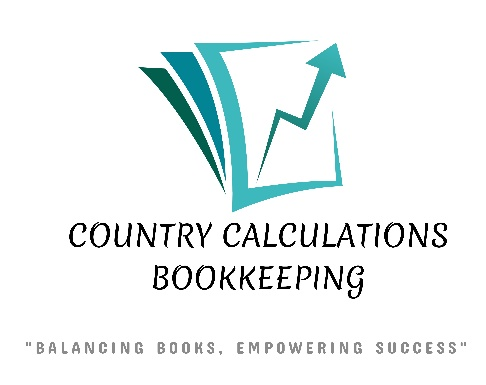 COUNTRY CALCULATIONS
BOOKKEEPING
"BALANCING BOOKS, EMPOWERING SUCCESS"